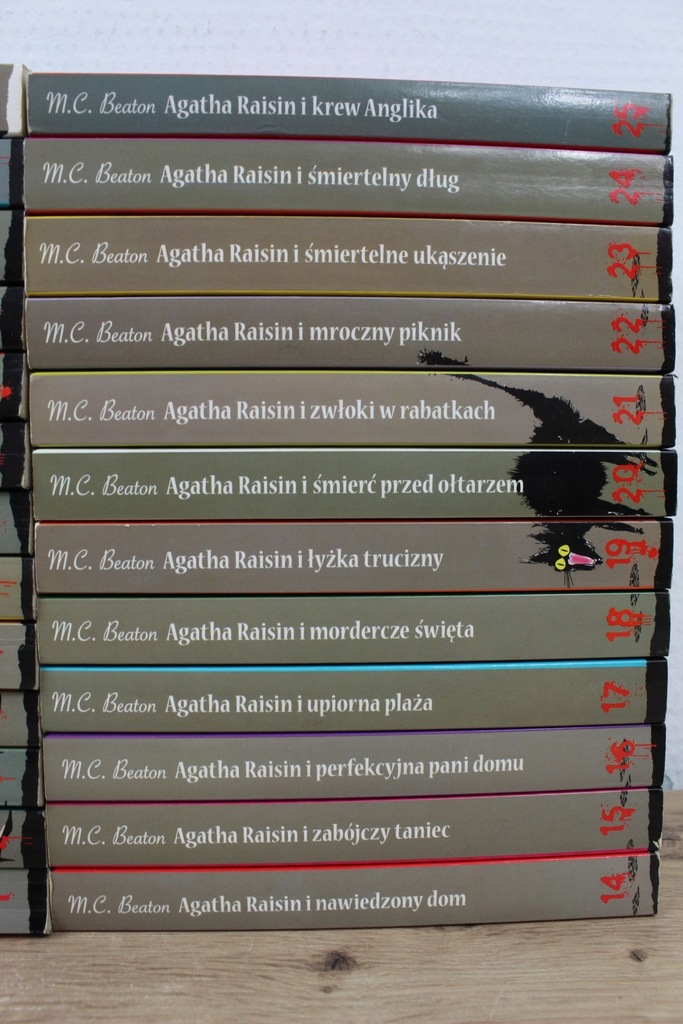 M.C. Beaton Agatha Raisin i krew Anglika 25
M.C. Beaton Agatha Raisin i śmiertelny dług 24
M.C. Beaton Agatha Raisin i śmiertelne ukąszenie 23
M.C. Beaton Agatha Raisin i mroczny piknik 22
M.C. Beaton Agatha Raisin i zwłoki w rabatkach 21
M.C. Beaton Agatha Raisin i śmierć przed ołtarzem 20
M.C. Beaton Agatha Raisin i łyżka trucizny 19
M.C. Beaton Agatha Raisin i mordercze święta 18
M.C. Beaton Agatha Raisin i upiorna plaża 17
M.C. Beaton Agatha Raisin i perfekcyjna pani domu 16
M.C. Beaton Agatha Raisin i zabójczy taniec 15
M.C. Beaton Agatha Raisin i nawiedzony dom 14